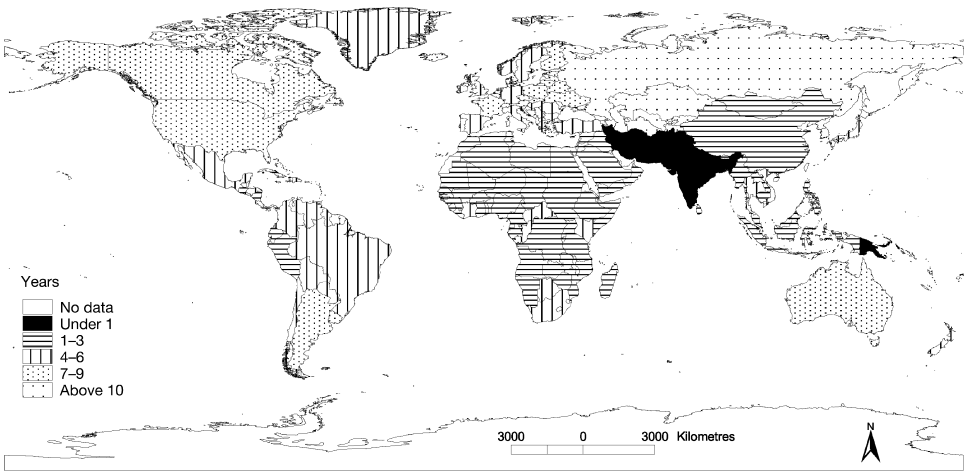 Years
No data
Under 1
1–3
4–6
7–9
Above 10
3000 0 3000 Kilometres
N